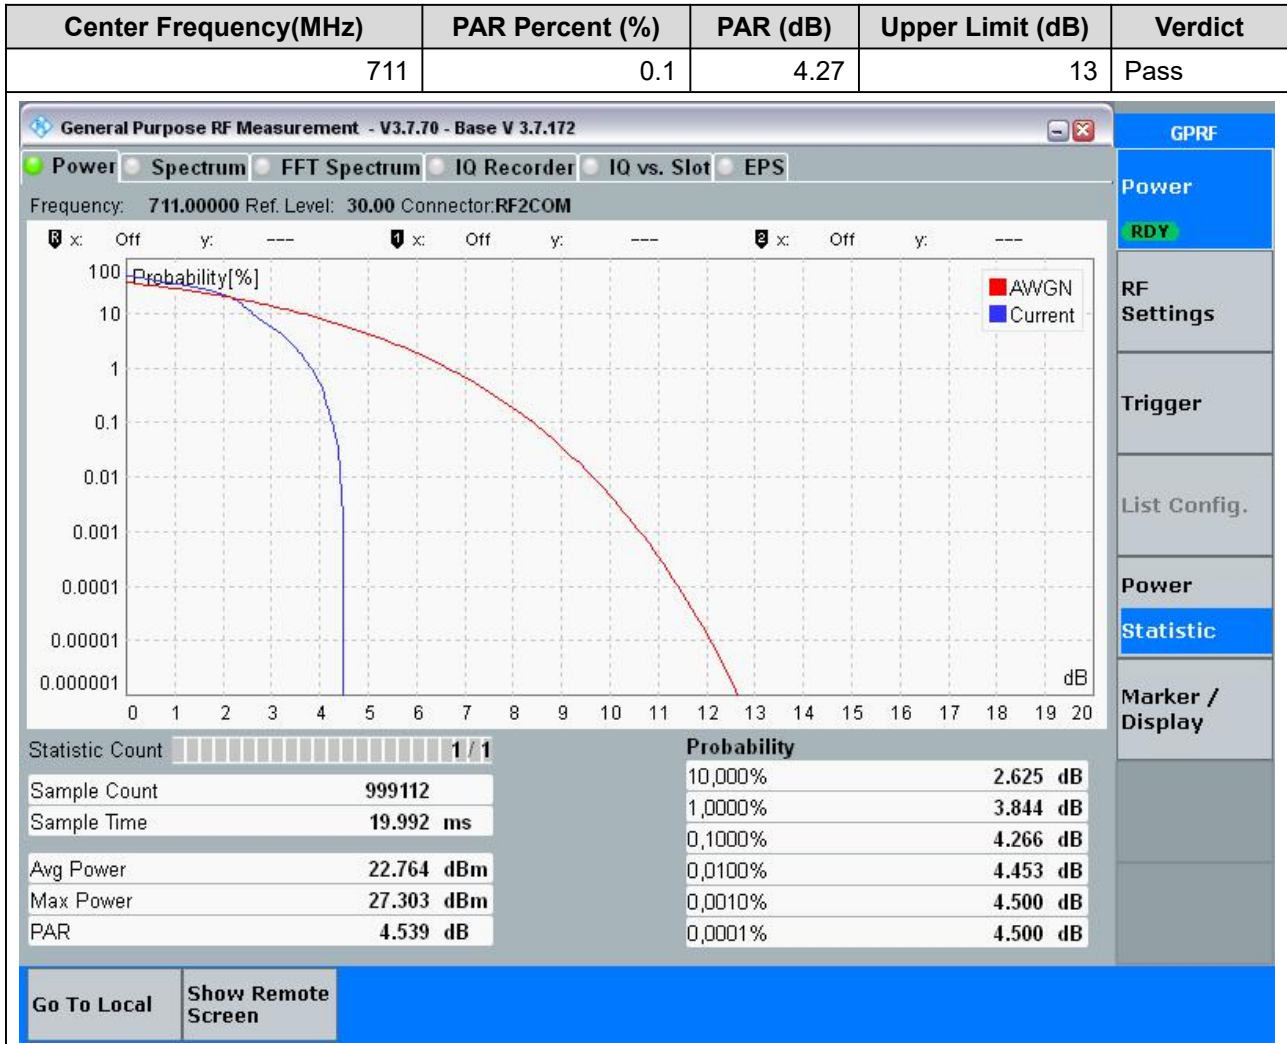 Center Frequency(MHz) PAR Percent (%) PAR (dB) Upper Limit (dB) Verdict
711 0.1 4.27 13 Pass
General Purpose RF Measurement - V3.7.70 - Base V 3.7.172
GPRF
Power Spectrum FFT Spectrum IQ Recorder IQ vs. Slot EPS
Frequency: 711.00000 Ref. Level: 30.00 Connector:RF2COM
R x: Off y: --- 1 x: Off y: --- 2 x: Off y: ---
Probability[%]
AWGN
Current
100
10
1
0.1
0.01
0.001
0.0001
0.00001
0.000001
dB
0 1 2 3 4 5 6 7 8 9 10 11 12 13 14 15 16 17 18 19 20
Statistic Count 1 / 1
Sample Count 999112
Sample Time 19.992 ms
Avg Power 22.764 dBm
Max Power 27.303 dBm
PAR 4.539 dB
Probability
10,000% 2.625 dB
1,0000% 3.844 dB
0,1000% 4.266 dB
0,0100% 4.453 dB
0,0010% 4.500 dB
0,0001% 4.500 dB
Power
RDY
RF
Settings
Trigger
List Config.
Power
Statistic
Marker /
Display
Go To Local
Show Remote
Screen